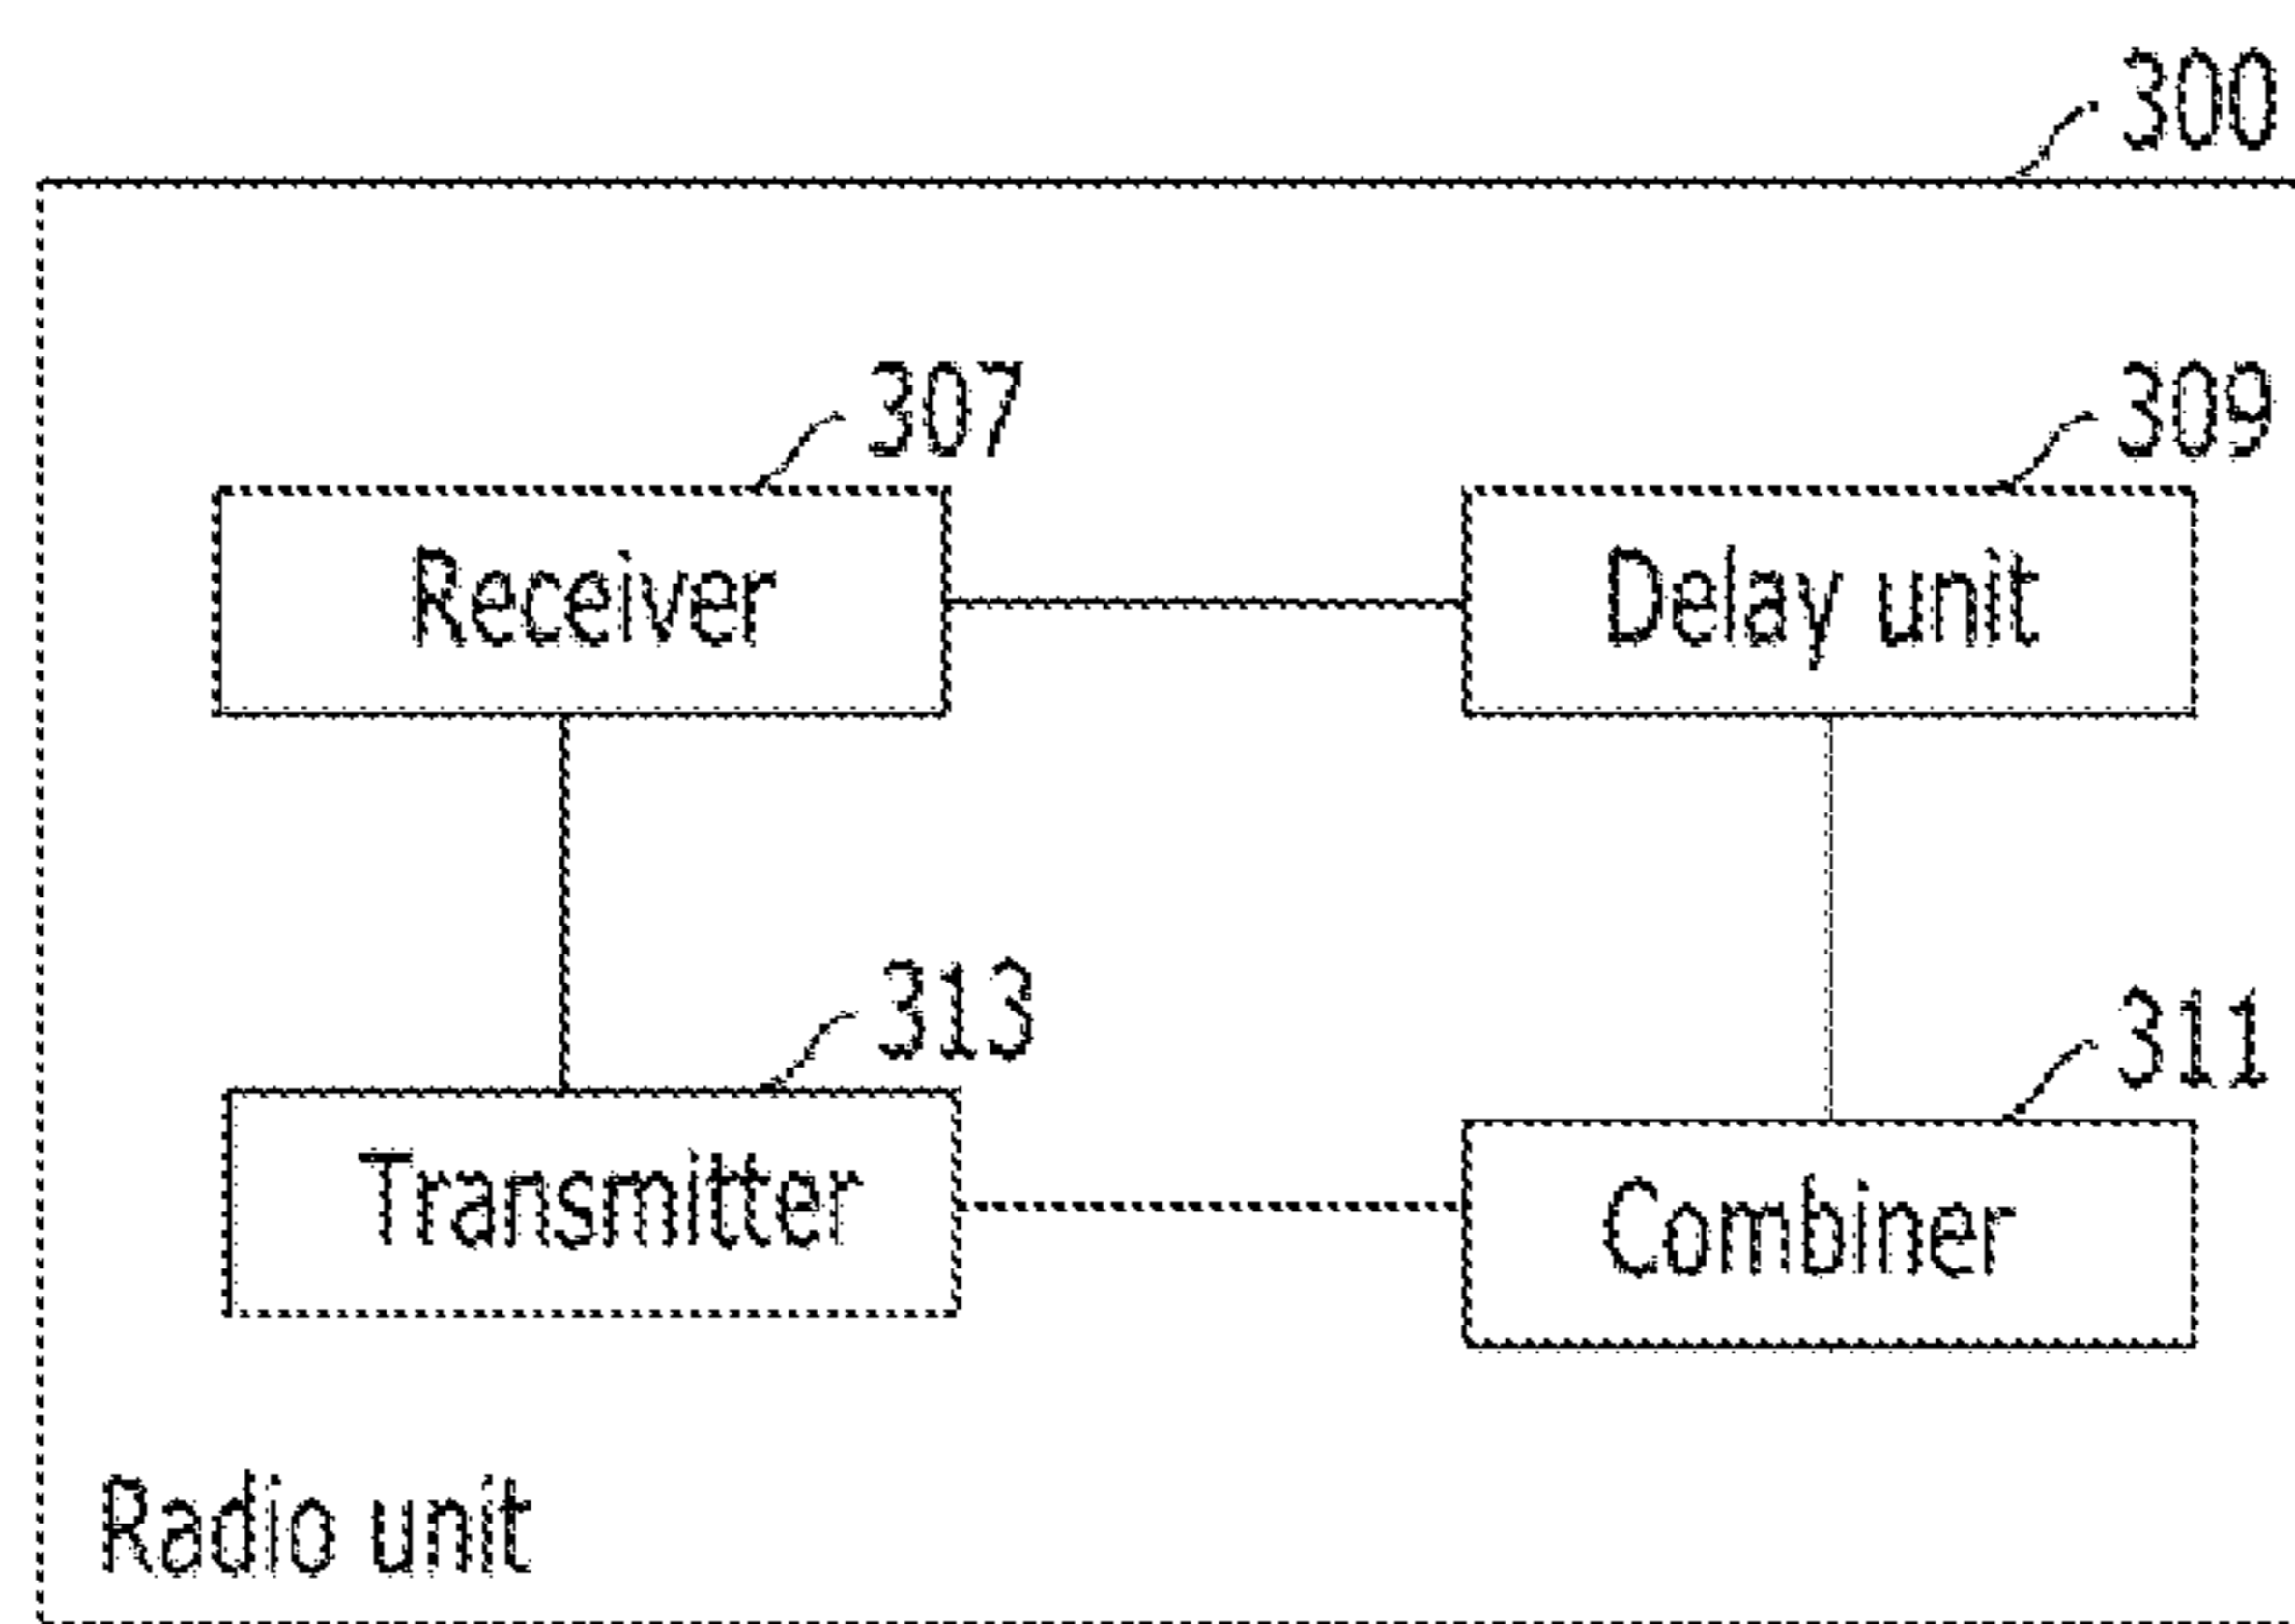 300
307
309
Receiver
Delay unit
313
311
Transmitter
Combiner
Radio unit